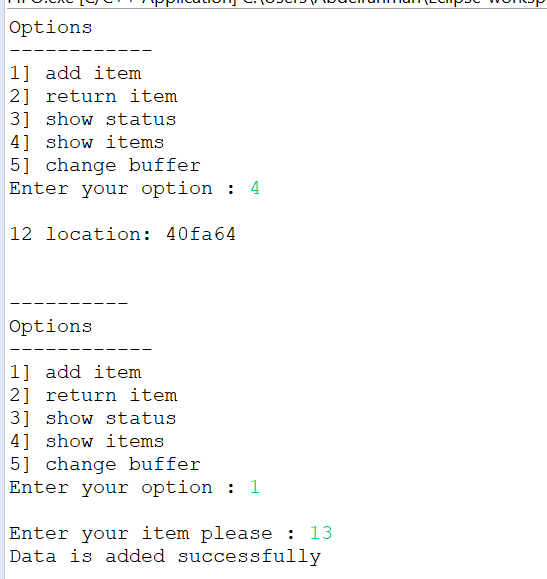 Options
------------
1] add item
2] return item
3] show status
4] show items
5] change buffer
Enter your option : 4
12 location: 40fa64
----------
Options
------------
1] add item
2] return item
3] show status
4] show items
5] change buffer
Enter your option : 1
Enter your item please : 13
Data is added successfully